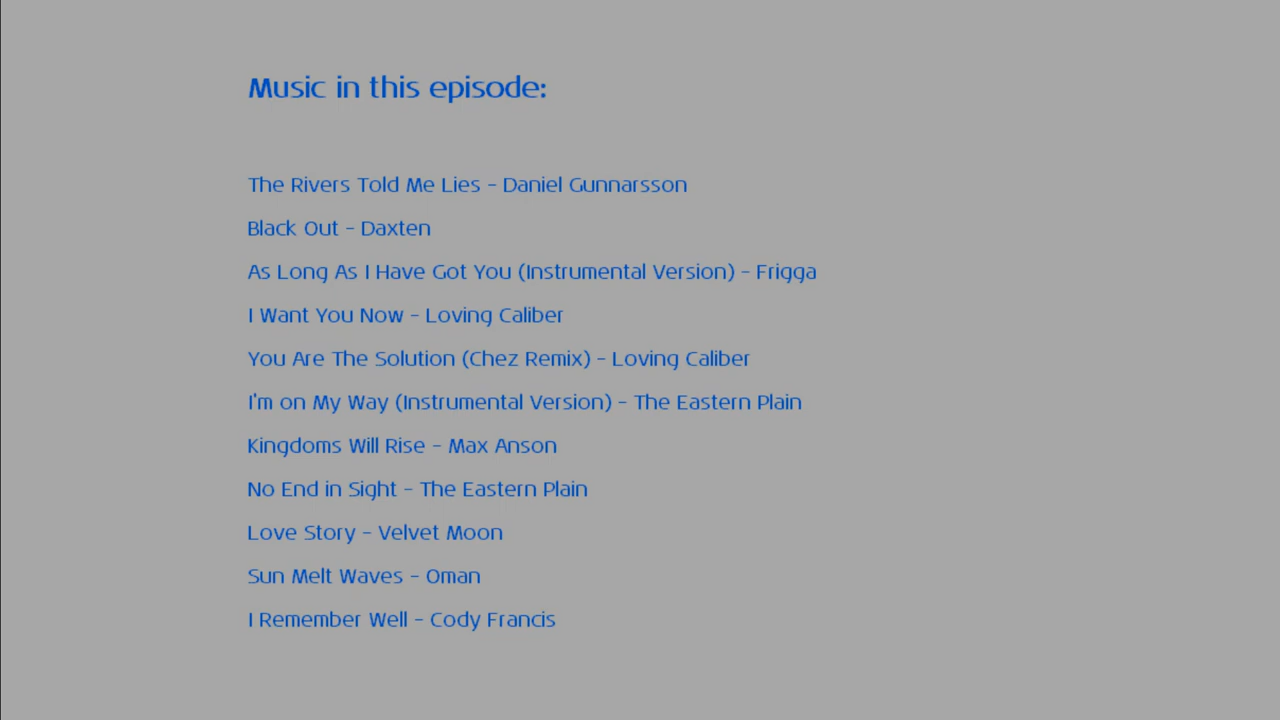 Music in this episode:
The Rivers Told Me Lies - Daniel Gunnarsson
Black Out - Daxten
As Long As I Have Got You (Instrumental Version) - Frigga
I Want You Now - Loving Caliber
You Are The Solution (Chez Remix) - Loving Caliber
I'm on My Way (Instrumental Version) - The Eastern Plain
Kingdoms Will Rise - Max Anson
No End in Sight - The Eastern Plain
Love Story - Velvet Moon
Sun Melt Waves - Oman
I Remember Well - Cody Francis